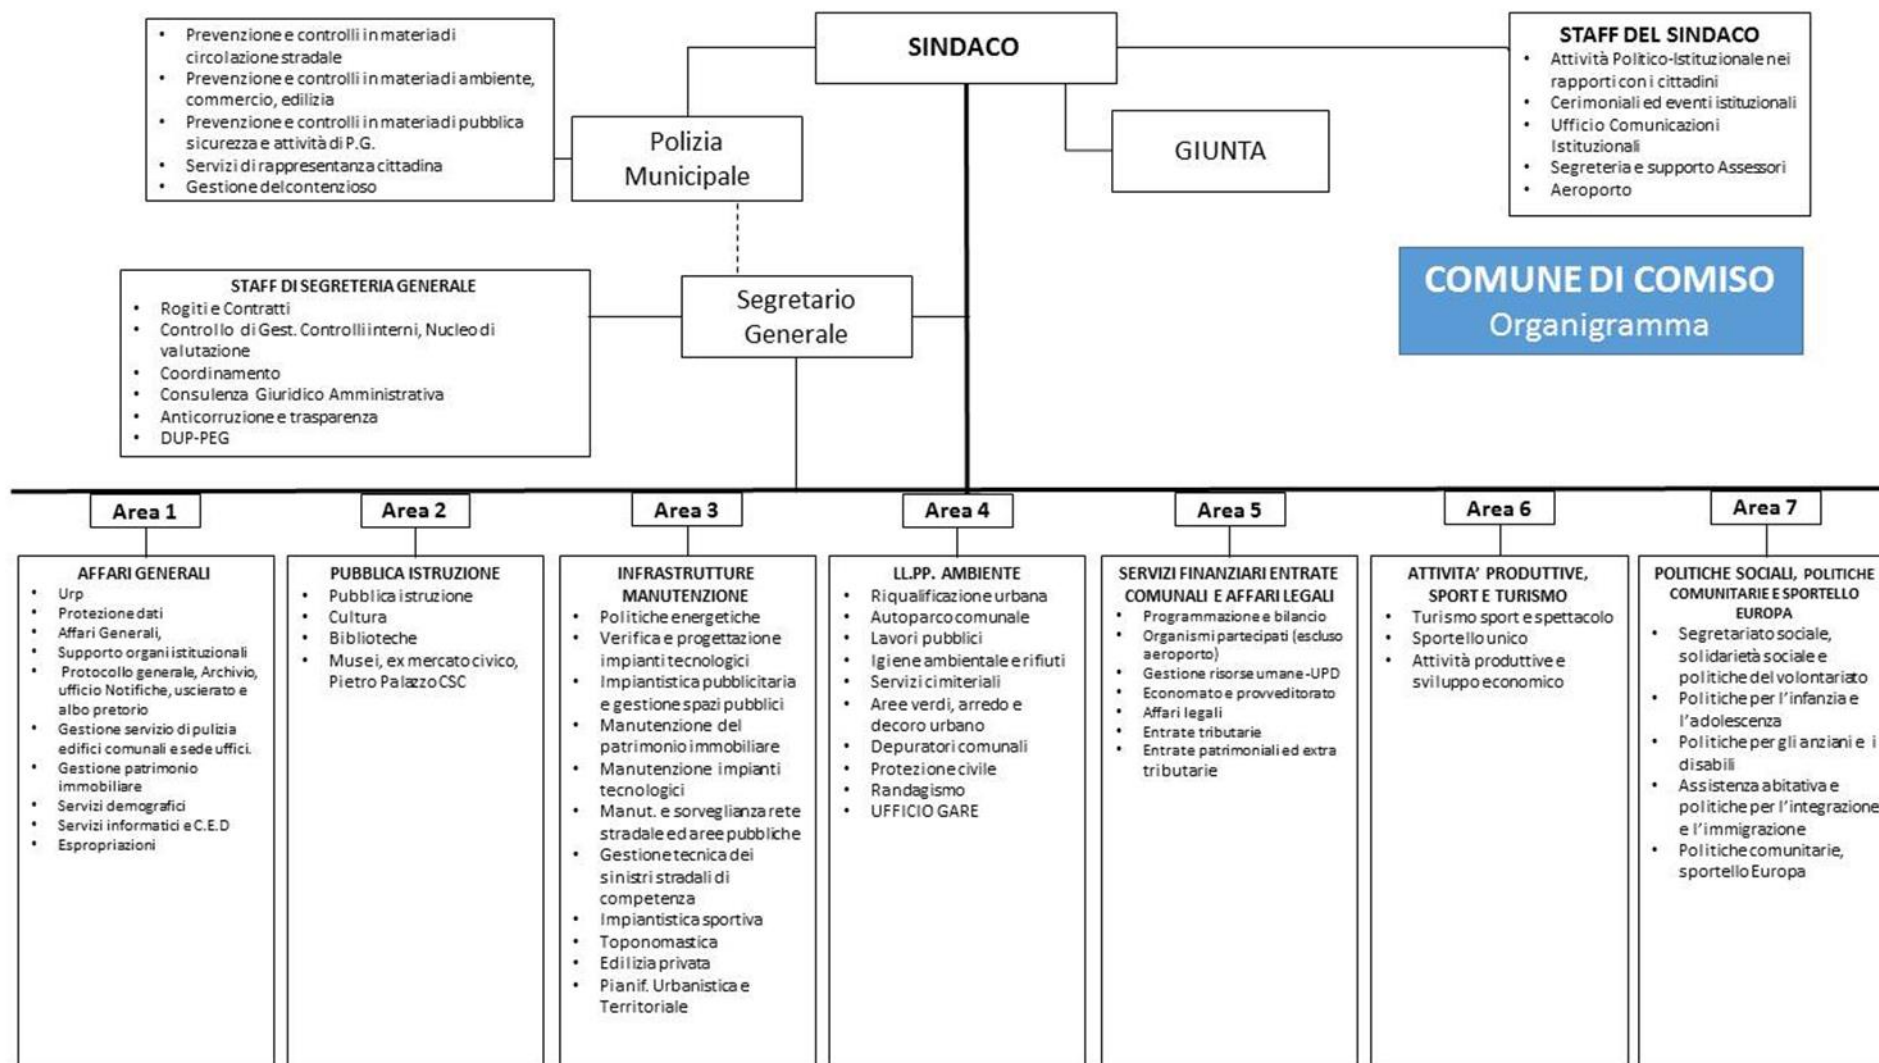 SINDACO
Prevenzione e controlli in materia di
circolazione stradale
Prevenzione e controlli in materia di ambiente,
commercio, edilizia
Prevenzione e controlli in materia di pubblica
sicurezza e attività di P.G.
Servizi di rappresentanza cittadina
Gestione del contenzioso
Polizia
Municipale
GIUNTA
STAFF DEL SINDACO
Attività Politico-Istituzionale nei
rapporti con i cittadini
Cerimoniali ed eventi istituzionali
Ufficio Comunicazioni
Istituzionali
Segreteria e supporto Assessori
Aeroporto
COMUNE DI COMISO
Organigramma
STAFF DI SEGRETERIA GENERALE
Rogiti e Contratti
Controllo di Gest. Controlli interni, Nucleo di
valutazione
Coordinamento
Consulenza Giuridico Amministrativa
Anticorruzione e trasparenza
DUP-PEG
Segretario
Generale
Area 1
AFFARI GENERALI
Urp
Protezione dati
Affari Generali,
Supporto organi istituzionali
Protocollo generale, Archivio,
ufficio Notifiche, uscierato e
albo pretorio
Gestione servizio di pulizia
edifici comunali e sede uffici.
Gestione patrimonio
immobiliare
Servizi demografici
Servizi informatici e C.E.D
Espropriazioni
Area 2
PUBBLICA ISTRUZIONE
Pubblica istruzione
Cultura
Biblioteche
Musei, ex mercato civico,
Pietro Palazzo CSC
Area 3
INFRASTRUTTURE
MANUTENZIONE
Politiche energetiche
Verifica e progettazione
impianti tecnologici
Impiantistica pubblicitaria
e gestione spazi pubblici
Manutenzione del
patrimonio immobiliare
Manutenzione impianti
tecnologici
Manut. e sorveglianza rete
stradale ed aree pubbliche
Gestione tecnica dei
sinistri stradali di
competenza
Impiantistica sportiva
Toponomastica
Edilizia privata
Pianif. Urbanistica e
Territoriale
Area 4
LL.PP. AMBIENTE
Riqualificazione urbana
Autoparco comunale
Lavori pubblici
Igiene ambientale e rifiuti
Servizi cimiteriali
Aree verdi, arredo e
decoro urbano
Depuratori comunali
Protezione civile
Randagismo
UFFICIO GARE
Area 5
SERVIZI FINANZIARI ENTRATE
COMUNALI E AFFARI LEGALI
Programmazione e bilancio
Organismi partecipati (escluso
aeroporto)
Gestione risorse umane -UPD
Economato e provveditorato
Affari legali
Entrate tributarie
Entrate patrimoniali ed extra
tributarie
Area 6
ATTIVITA' PRODUTTIVE,
SPORT E TURISMO
Turismo sport e spettacolo
Sportello unico
Attività produttive e
sviluppo economico
Area 7
POLITICHE SOCIALI, POLITICHE
COMUNITARIE E SPORTELLO
EUROPA
Segretariato sociale,
solidarietà sociale e
politiche del volontariato
Politiche per l'infanzia e
l'adolescenza
Politiche per gli anziani e i
disabili
Assistenza abitativa e
politiche per l'integrazione
e l'immigrazione
Politiche comunitarie,
sportello Europa